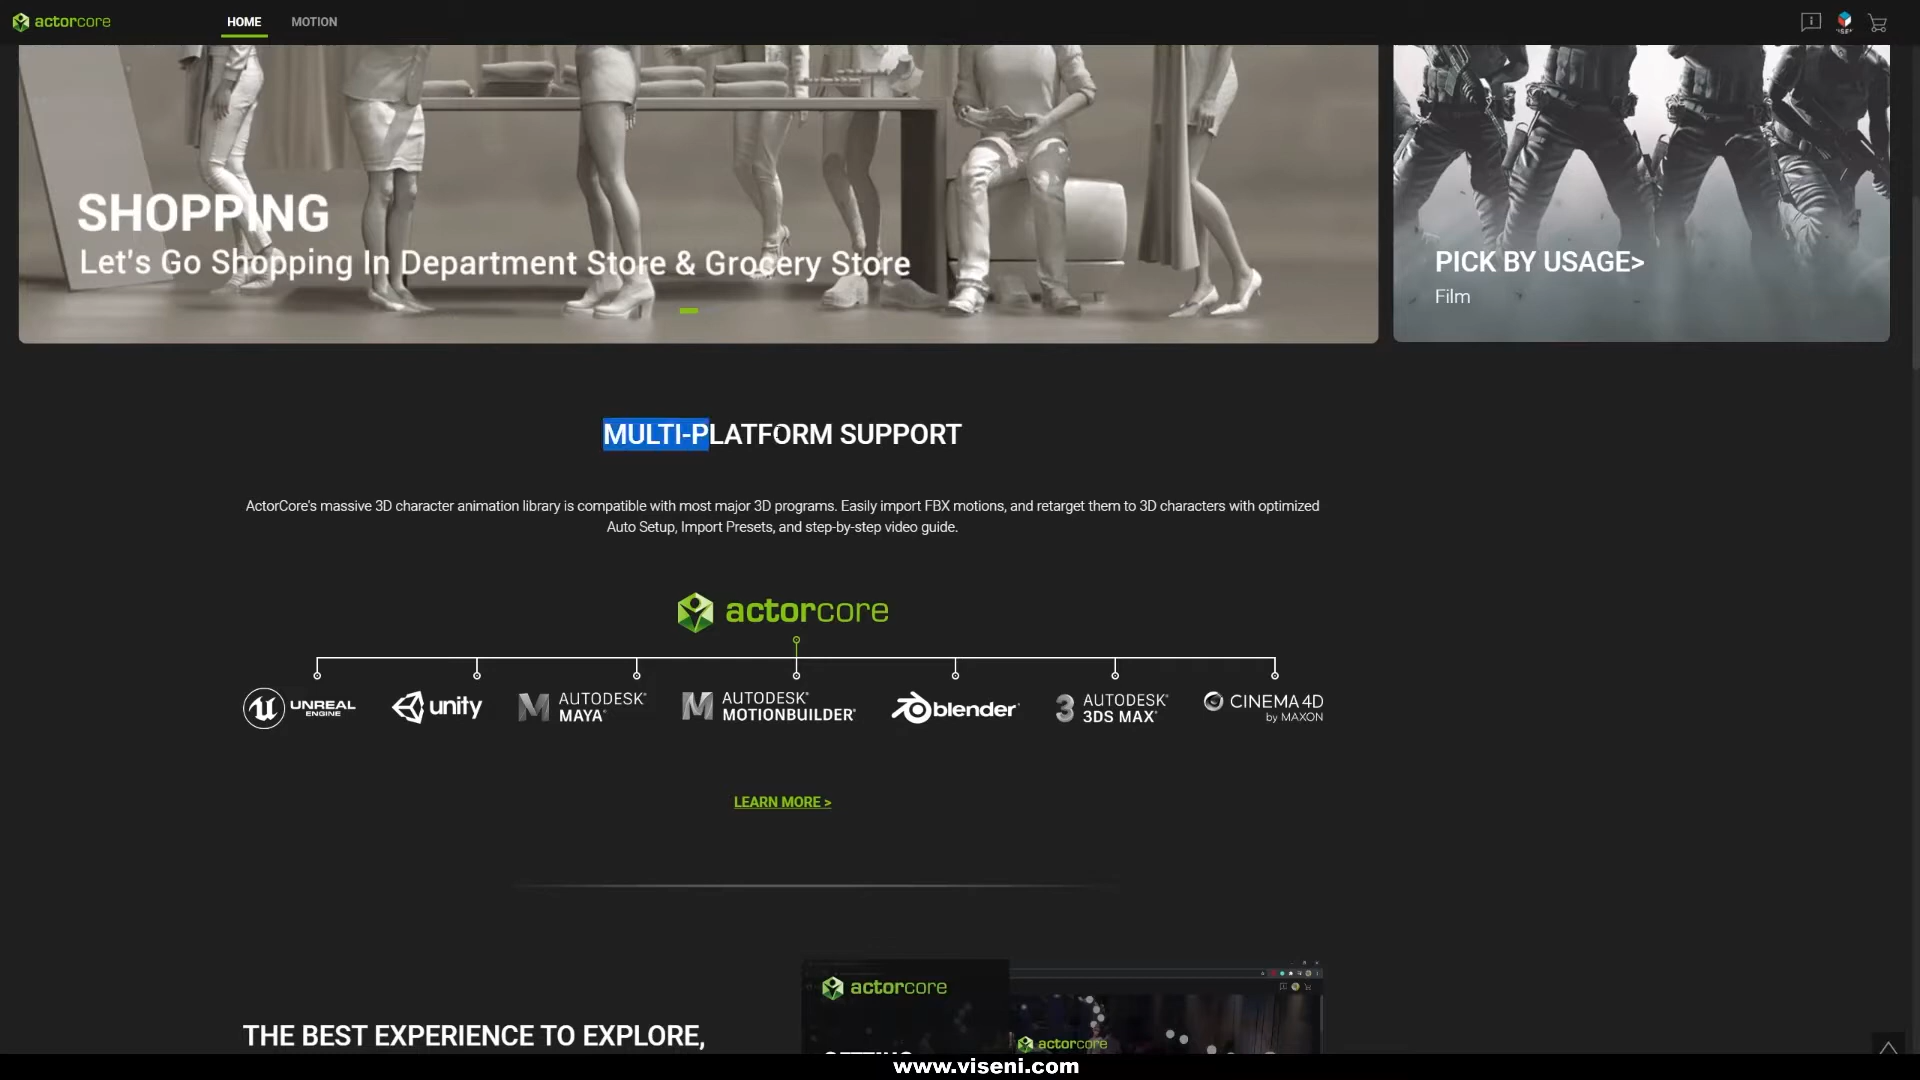 actorcore
HOME
MOTION
SHOPPING
Let's Go Shopping In Department Store & Grocery Store
PICK BY USAGE>
Film
MULTI-PLATFORM SUPPORT
ActorCore's massive 3D character animation library is compatible with most major 3D programs. Easily import FBX motions, and retarget them to 3D characters with optimized
Auto Setup, Import Presets, and step-by-step video guide.
actorcore
UNREAL
ENGINE
unity
AUTODESK®
MAYA®
AUTODESK®
MOTIONBUILDER®
blender
AUTODESK®
3DS MAX®
CINEMA 4D
by MAXON
LEARN MORE >
actorcore
THE BEST EXPERIENCE TO EXPLORE,
actorcore
www.viseni.com